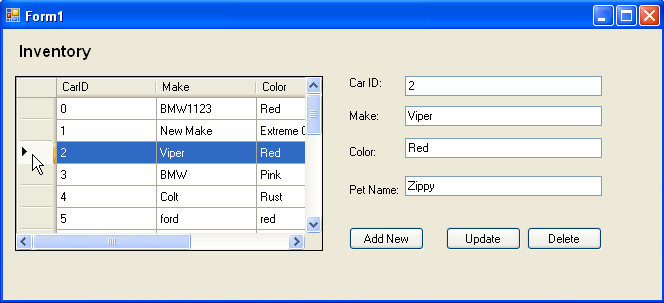 Form1
Inventory
CarID Make Color
0 BMW1123 Red
1 New Make Extreme
2 Viper Red
3 BMW Pink
4 Colt Rust
5 ford red
Car ID: 2
Make: Viper
Color: Red
Pet Name: Zippy
Add New Update Delete